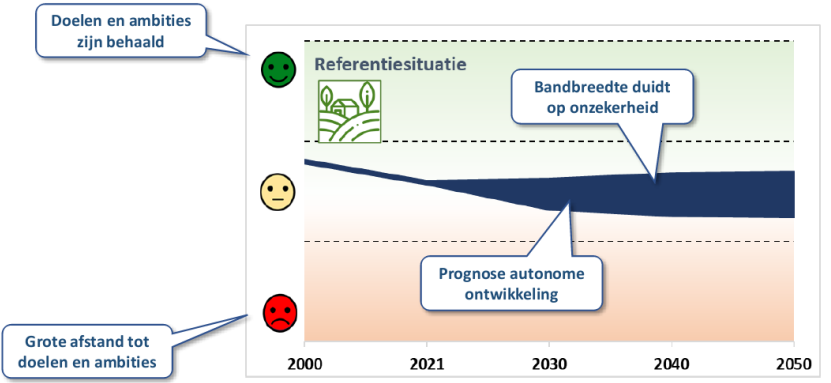 Doelen en ambities
zijn behaald
Referentiesituatie
Bandbreedte duidt
op onzekerheid
Prognose autonome
ontwikkeling
Grote afstand tot
doelen en ambities
2000 2021 2030 2040 2050